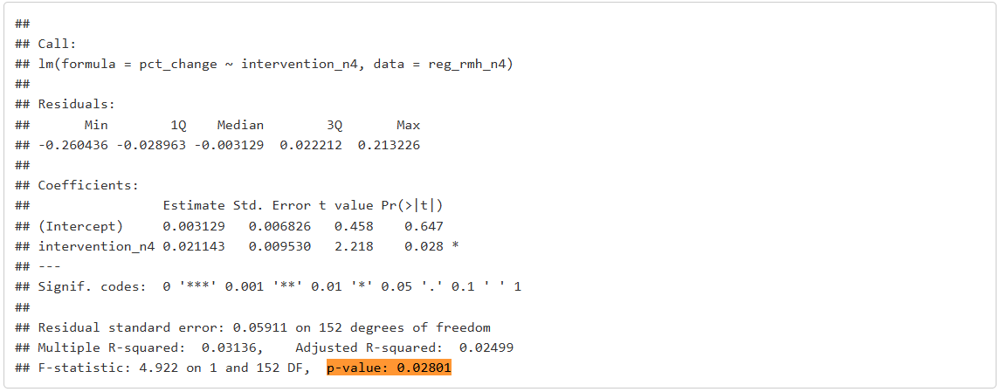 ##
## Call:
## lm(formula = pct_change ~ intervention_n4, data = reg_rmh_n4)
##
## Residuals:
##       Min        1Q    Median        3Q       Max
## -0.260436 -0.028963 -0.003129  0.022212  0.213226
##
## Coefficients:
##                 Estimate Std. Error t value Pr(>|t|)
## (Intercept)     0.003129   0.006826   0.458    0.647
## intervention_n4 0.021143   0.009530   2.218    0.028 *
## ---
## Signif. codes:  0 '***' 0.001 '**' 0.01 '*' 0.05 '.' 0.1 ' ' 1
##
## Residual standard error: 0.05911 on 152 degrees of freedom
## Multiple R-squared:  0.03136,    Adjusted R-squared:  0.02499
## F-statistic: 4.922 on 1 and 152 DF,  p-value: 0.02801